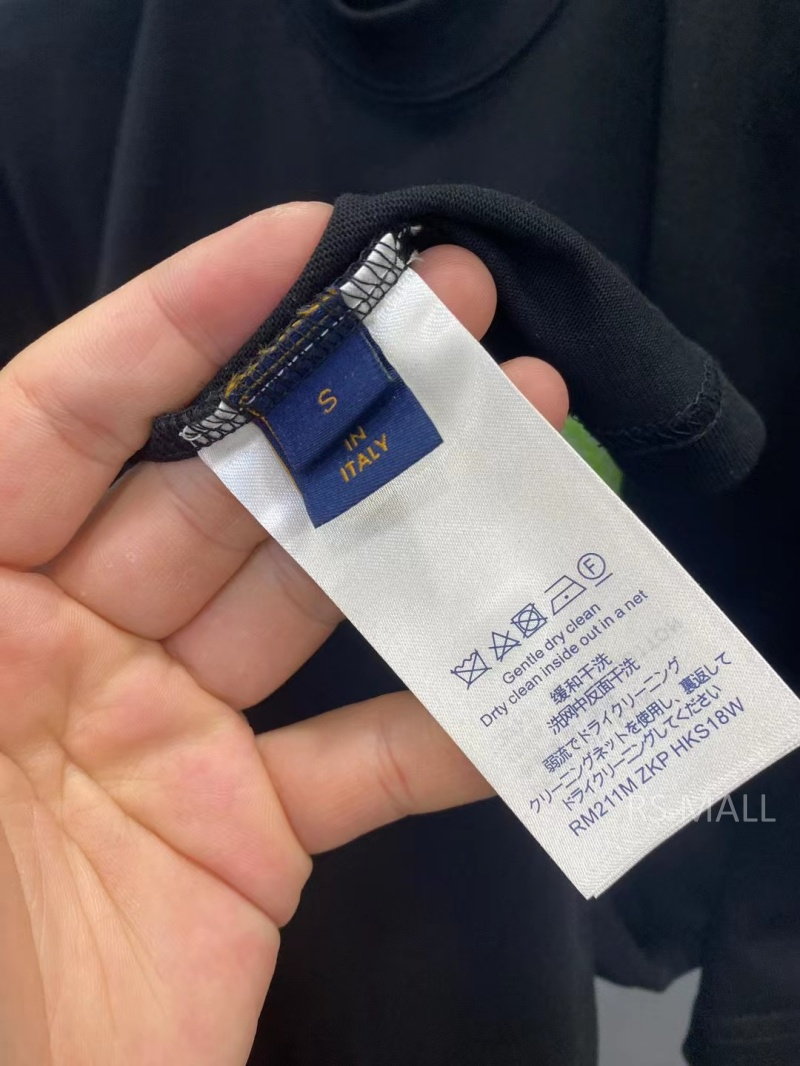 S
IN
ITALY
F
Gentle dry clean
Dry clean inside out in a net
缓和干洗
洗网中反面干洗
弱流でドライクリーニング
クリーニングネットを使用し、裏返して
ドライクリーニングしてください
RM211M ZKP HKS18W
MALL